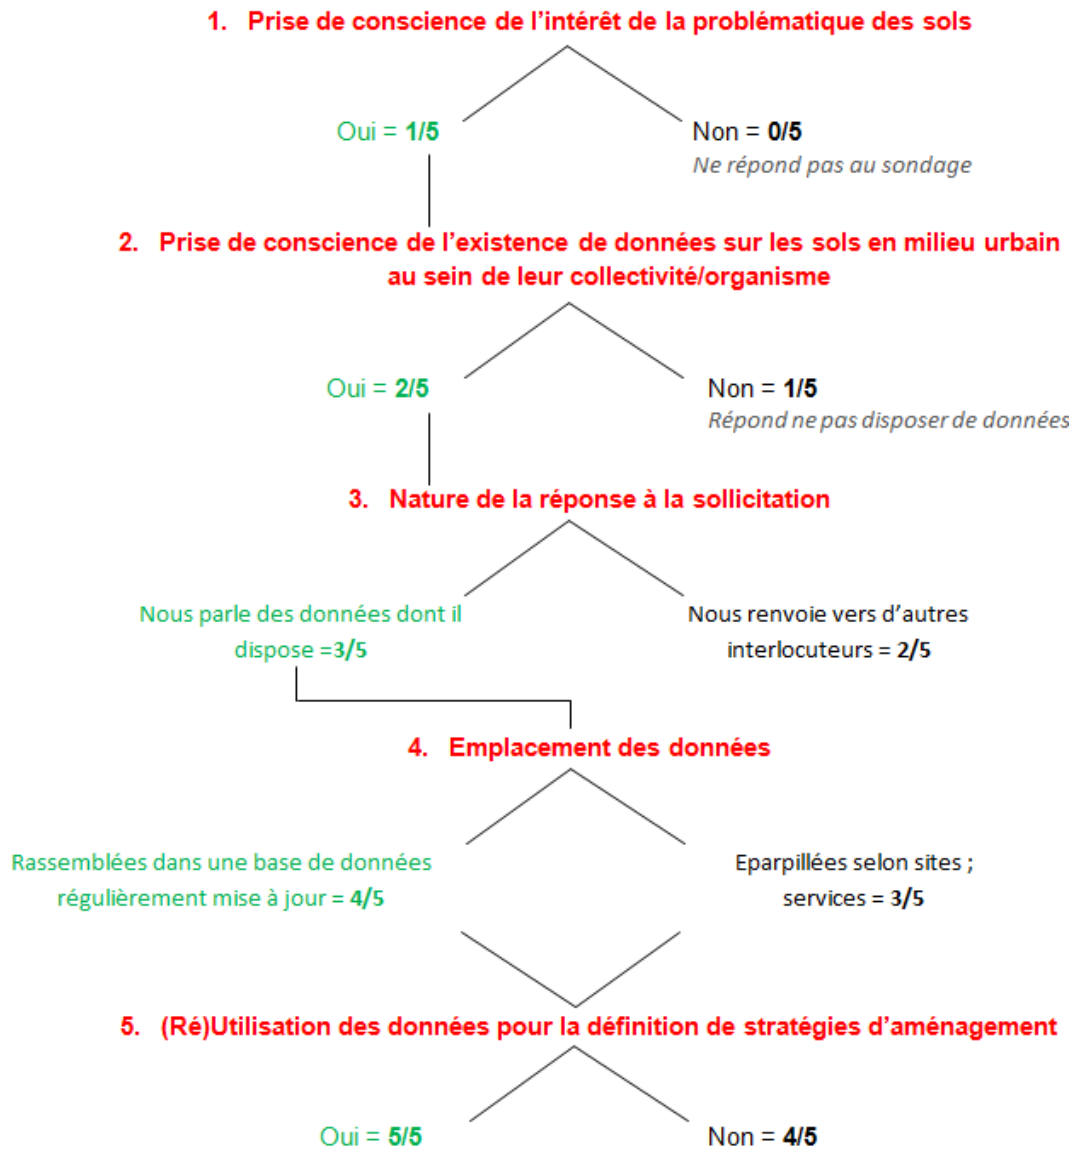 1. Prise de conscience de l'intérêt de la problématique des sols
Oui = 1/5
Non = 0/5
Ne répond pas au sondage
2. Prise de conscience de l'existence de données sur les sols en milieu urbain
au sein de leur collectivité/organisme
Oui = 2/5
Non = 1/5
Répond ne pas disposer de données
3. Nature de la réponse à la sollicitation
Nous parle des données dont il
dispose =3/5
Nous renvoie vers d'autres
interlocuteurs = 2/5
4. Emplacement des données
Rassemblées dans une base de données
régulièrement mise à jour = 4/5
Eparpillées selon sites ;
services = 3/5
5. (Ré)Utilisation des données pour la définition de stratégies d'aménagement
Oui = 5/5
Non = 4/5